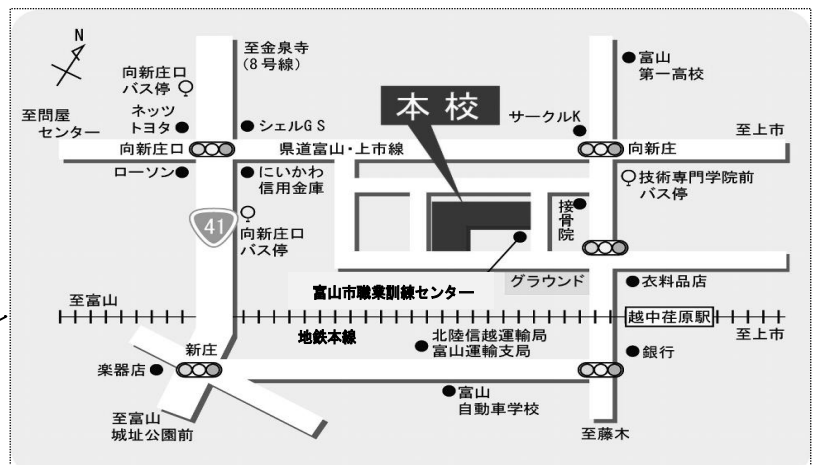 N
至金泉寺
(8号線)
向新庄口
バス停
富山
第一高校
本校
至問屋
センター
ネッツ
トヨタ
シェルGS
サークルK
至上市
向新庄口
県道富山・上市線
向新庄
ローソン
にいかわ
信用金庫
技術専門学院前
バス停
接骨院
41
向新庄口
バス停
グラウンド
衣料品店
富山市職業訓練センター
至富山
越中荏原駅
地鉄本線
北陸信越運輸局
富山運輸支局
至上市
新庄
銀行
楽器店
富山
自動車学校
至富山
城址公園前
至藤木